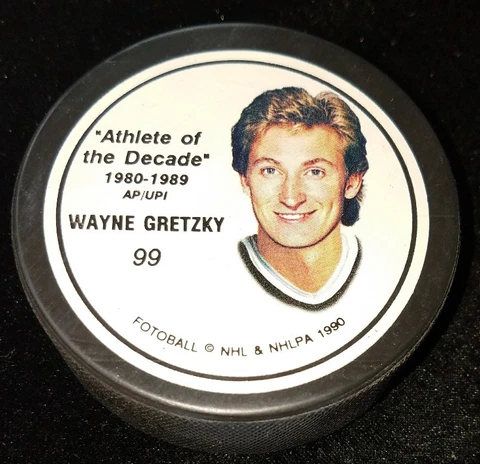 "Athlete of
the Decade"
1980-1989
AP/UPI
WAYNE GRETZKY
99
FOTOBALL © NHL & NHLPA 1990